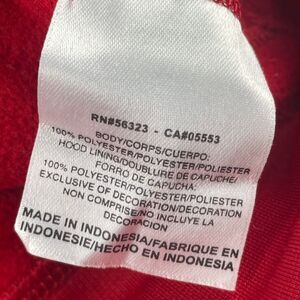 RN#56323 - CA#05553
BODY/CORPS/CUERPO:
100% POLYESTER/POLYESTER/POLIESTER
HOOD LINING/DOUBLURE DE CAPUCHE/
FORRO DE CAPUCHA:
100% POLYESTER/POLYESTER/POLIESTER
EXCLUSIVE OF DECORATION/DECORATION
NON COMPRISE/NO INCLUYE LA
DECORACION
MADE IN INDONESIA/FABRIQUE EN
INDONESIE/HECHO EN INDONESIA